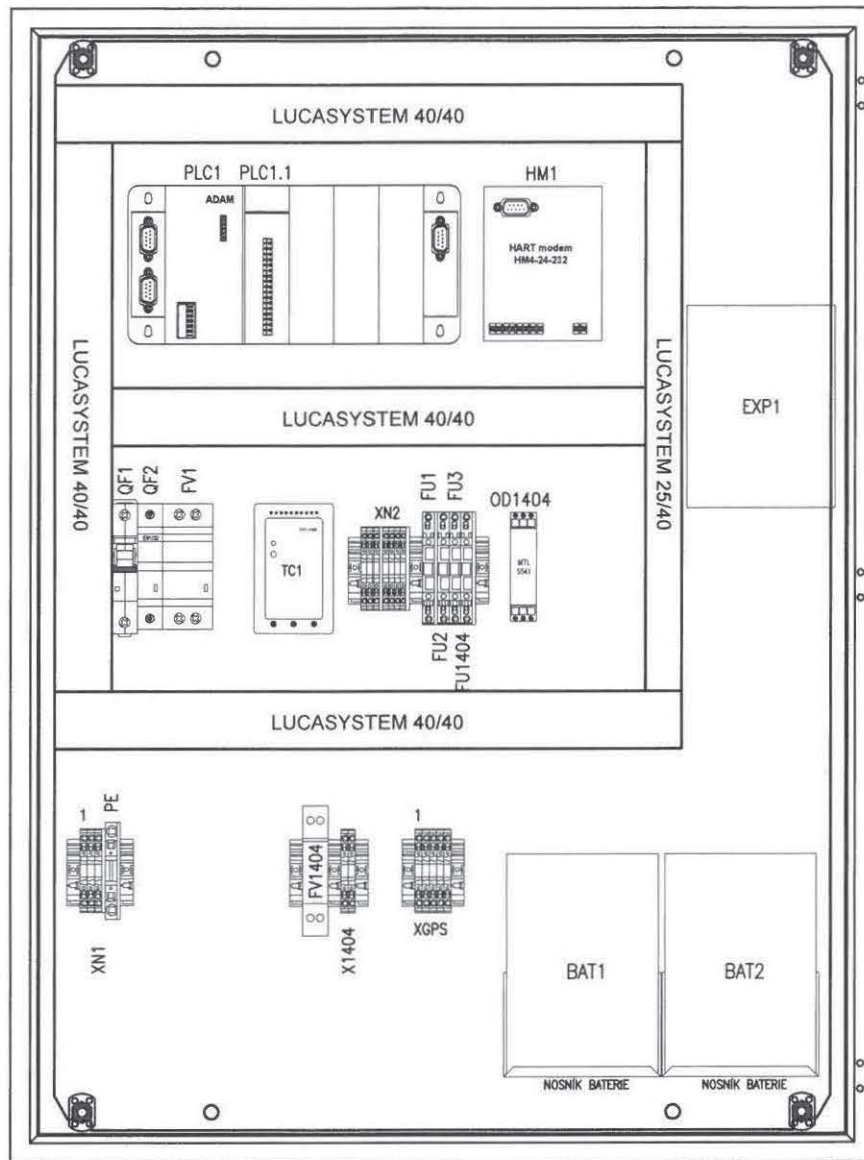 LUCASYSTEM 40/40
PLC1 PLC1.1
HM1
ADAM
HART modem
HM4-24-232
LUCASYSTEM 40/40
LUCASYSTEM 25/40
EXP1
LUCASYSTEM 40/40
QF1
QF2
FV1
XN2
FU1
FU3
OD1404
TC1
MTL
5541
FU2
FU1404
LUCASYSTEM 40/40
1
PE
XN1
FV1404
X1404
1
XGPS
BAT1
BAT2
NOSNÍK BATERIE
NOSNÍK BATERIE